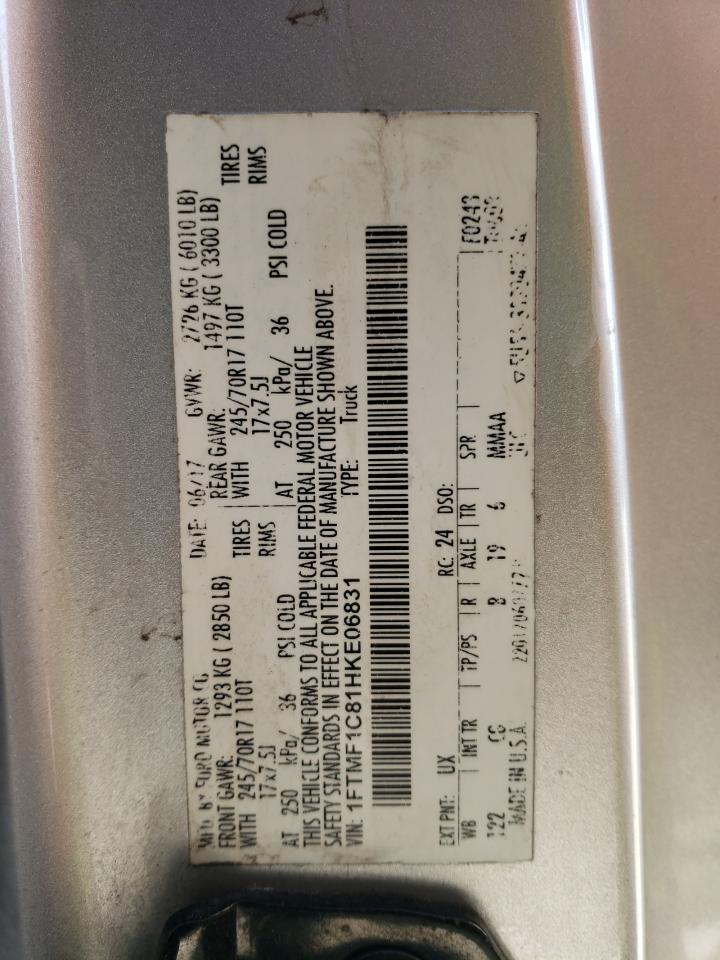 MFD. BY FORD MOTOR CO. DATE: 06/17 GVWR: 2726 KG ( 6010 LB)
FRONT GAWR: 1293 KG ( 2850 LB) REAR GAWR: 1497 KG ( 3300 LB)
WITH 245/70R17 110T TIRES WITH 245/70R17 110T TIRES
17x7.5J RIMS 17x7.5J RIMS
AT 250 kPa/ 36 PSI COLD AT 250 kPa/ 36 PSI COLD
THIS VEHICLE CONFORMS TO ALL APPLICABLE FEDERAL MOTOR VEHICLE
SAFETY STANDARDS IN EFFECT ON THE DATE OF MANUFACTURE SHOWN ABOVE.
VIN: 1FTMF1C81HKE06831 TYPE: Truck
EXT PNT: UX RC: 24 DSO:
WB INT TR TP/PS R AXLE TR SPR F0243
122 CG B 19 6 MMAA
MADE IN U.S.A.